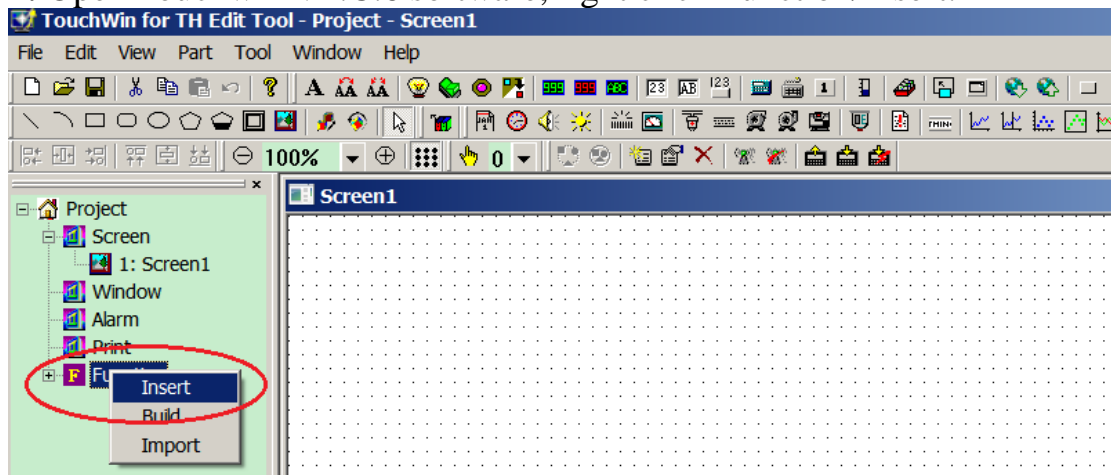 TouchWin for TH Edit Tool - Project - Screen1
File Edit View Part Tool Window Help
100% 0
Screen1
Project
Screen
1: Screen1
Window
Alarm
Print
Insert
Build
Import